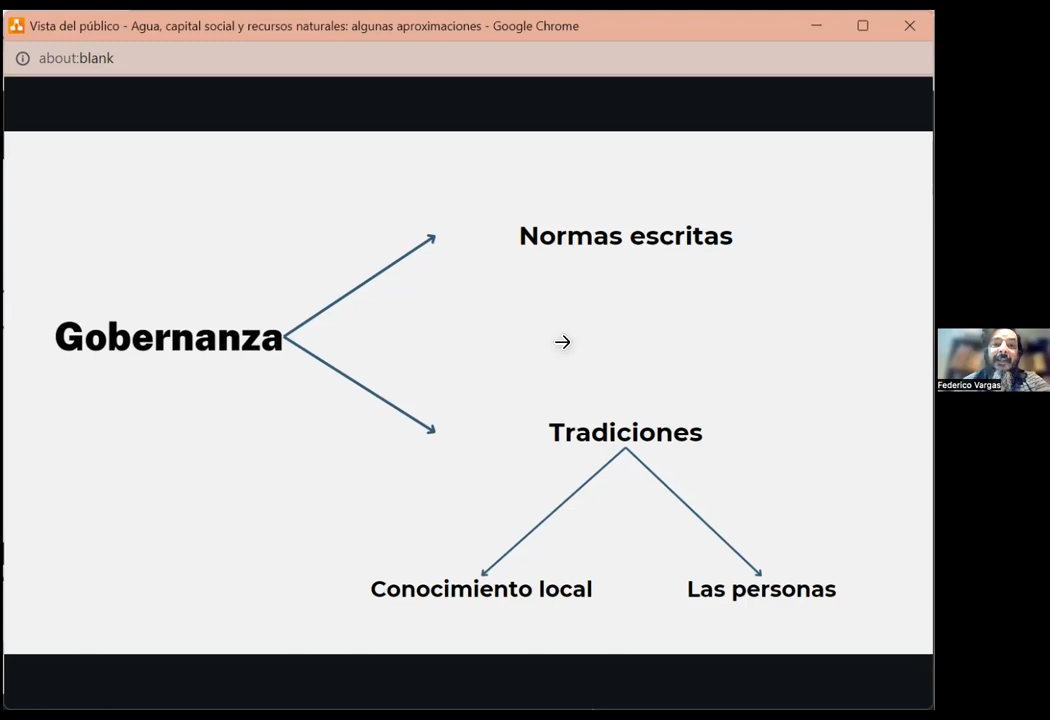 Vista del público - Agua, capital social y recursos naturales: algunas aproximaciones - Google Chrome
about:blank
Normas escritas
Gobernanza
Tradiciones
Conocimiento local
Las personas
Federico Vargas